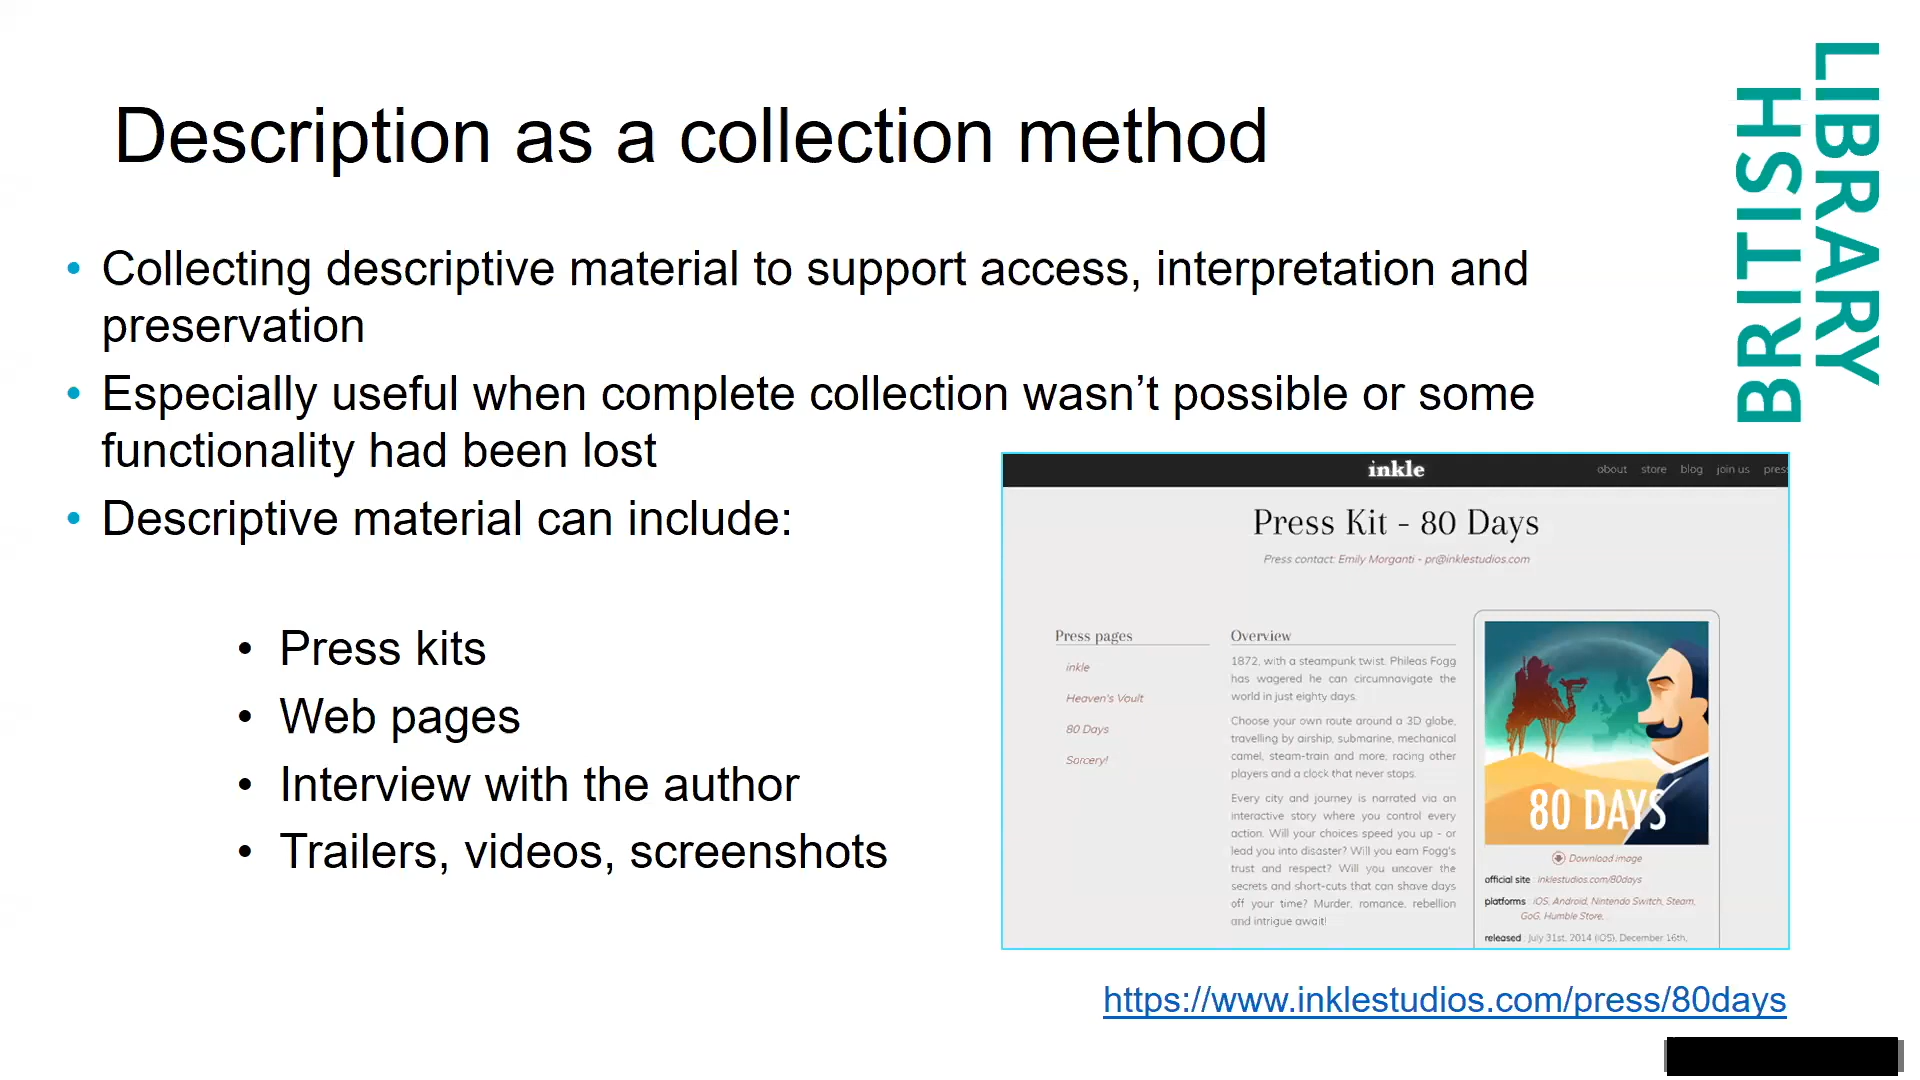 Description as a collection method
BRITISH
LIBRARY
• Collecting descriptive material to support access, interpretation and
preservation
• Especially useful when complete collection wasn’t possible or some
functionality had been lost
• Descriptive material can include:
• Press kits
• Web pages
• Interview with the author
• Trailers, videos, screenshots
inkle
about store blog join us press
Press Kit - 80 Days
Press contact: Emily Morganti - pr@inklestudios.com
Press pages
inkle
Heaven's Vault
80 Days
Sorcery!
Overview
1872, with a steampunk twist. Phileas Fogg
has wagered he can circumnavigate the
world in just eighty days.
Choose your own route around a 3D globe,
travelling by airship, submarine, mechanical
camel, steam-train and more, racing other
players and a clock that never stops.
Every city and journey is narrated via an
interactive story where you control every
action. Will your choices speed you up - or
lead you into disaster? Will you earn Fogg's
trust and respect? Will you uncover the
secrets and short-cuts that can shave days
off your time? Murder, romance, rebellion
and intrigue await!
80 DAYS
Download image
official site : inklestudios.com/80days
platforms : iOS, Android, Nintendo Switch, Steam,
GoG, Humble Store,
released : July 31st, 2014 (iOS), December 16th,
https://www.inklestudios.com/press/80days